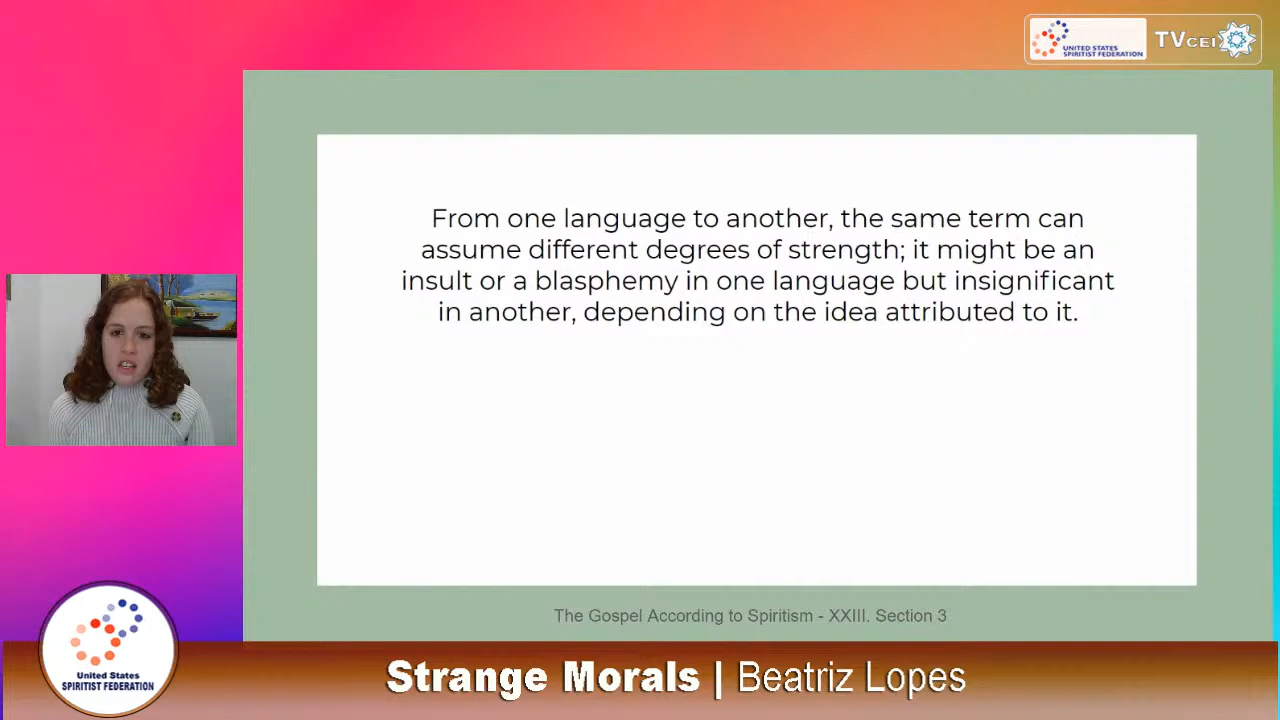 UNITED STATES
SPIRITIST FEDERATION
TVCEI
From one language to another, the same term can
assume different degrees of strength; it might be an
insult or a blasphemy in one language but insignificant
in another, depending on the idea attributed to it.
The Gospel According to Spiritism - XXIII. Section 3
United States
SPIRITIST FEDERATION
Strange Morals | Beatriz Lopes